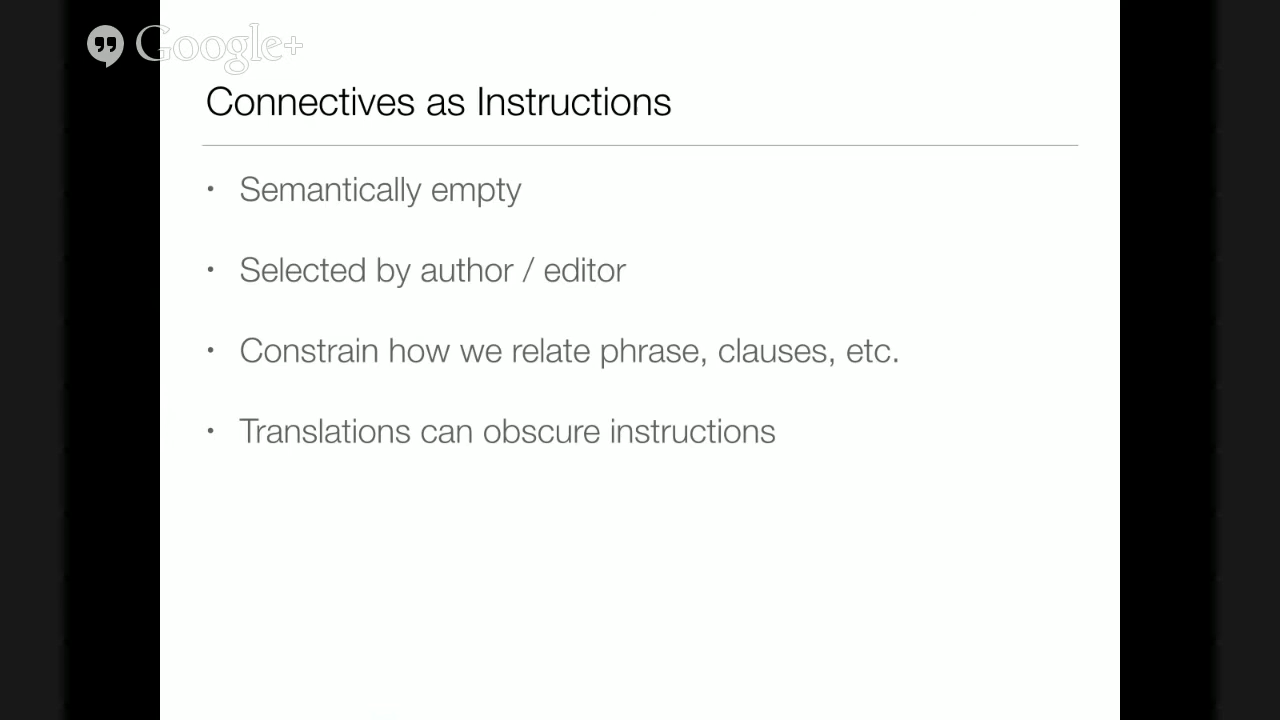 Google+
Connectives as Instructions
• Semantically empty
• Selected by author / editor
• Constrain how we relate phrase, clauses, etc.
• Translations can obscure instructions